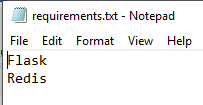 requirements.txt - Notepad
File Edit Format View Help
Flask
Redis